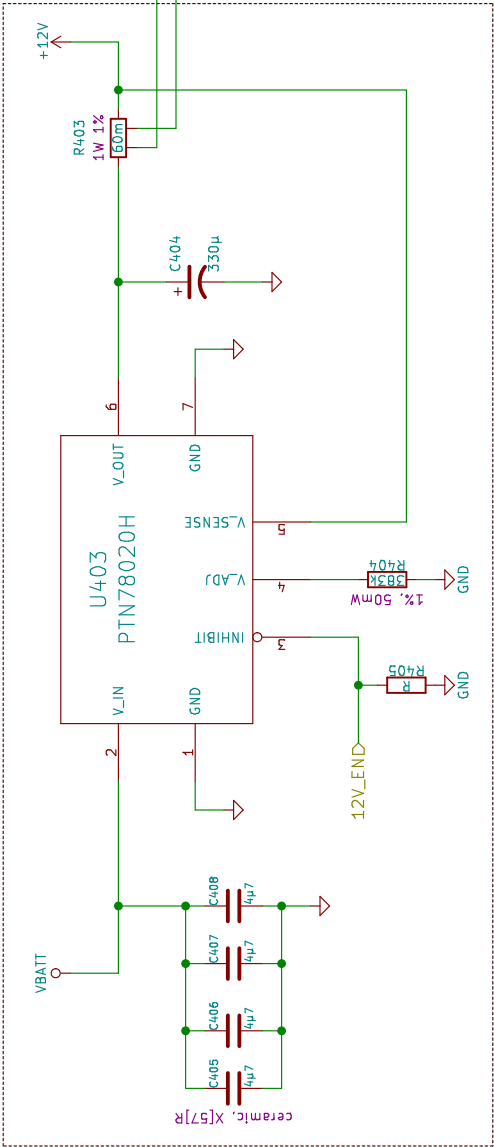 +12V
R403
1W 1%
60m
C404
330µ
+
6
7
V_OUT
GND
V_SENSE
5
U403
PTN78020H
V_ADJ
4
R404
383k
1%, 50mW
GND
INHIBIT
3
R405
R
GND
V_IN
GND
2
1
12V_EN
VBATT
C408
4µ7
C407
4µ7
C406
4µ7
C405
4µ7
ceramic, X[57]R